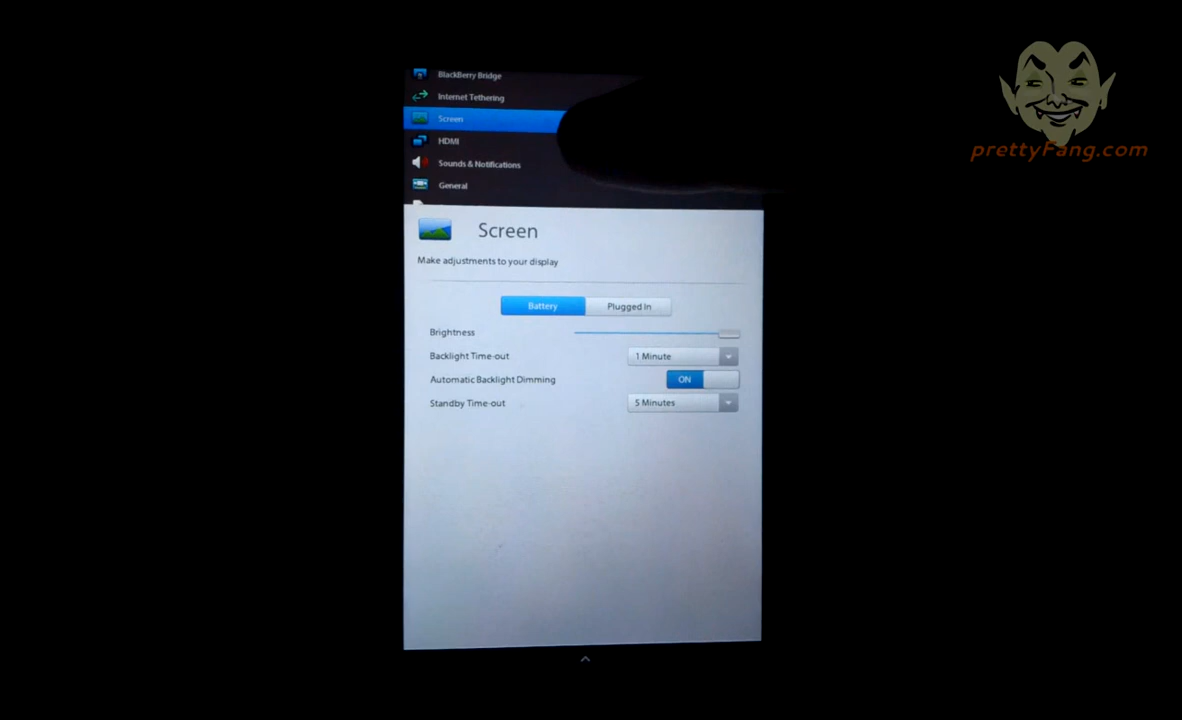 BlackBerry Bridge
Internet Tethering
Screen
HDMI
Sounds & Notifications
General
prettyFang.com
Screen
Make adjustments to your display
Battery Plugged In
Brightness
Backlight Time-out 1 Minute
Automatic Backlight Dimming ON
Standby Time-out 5 Minutes